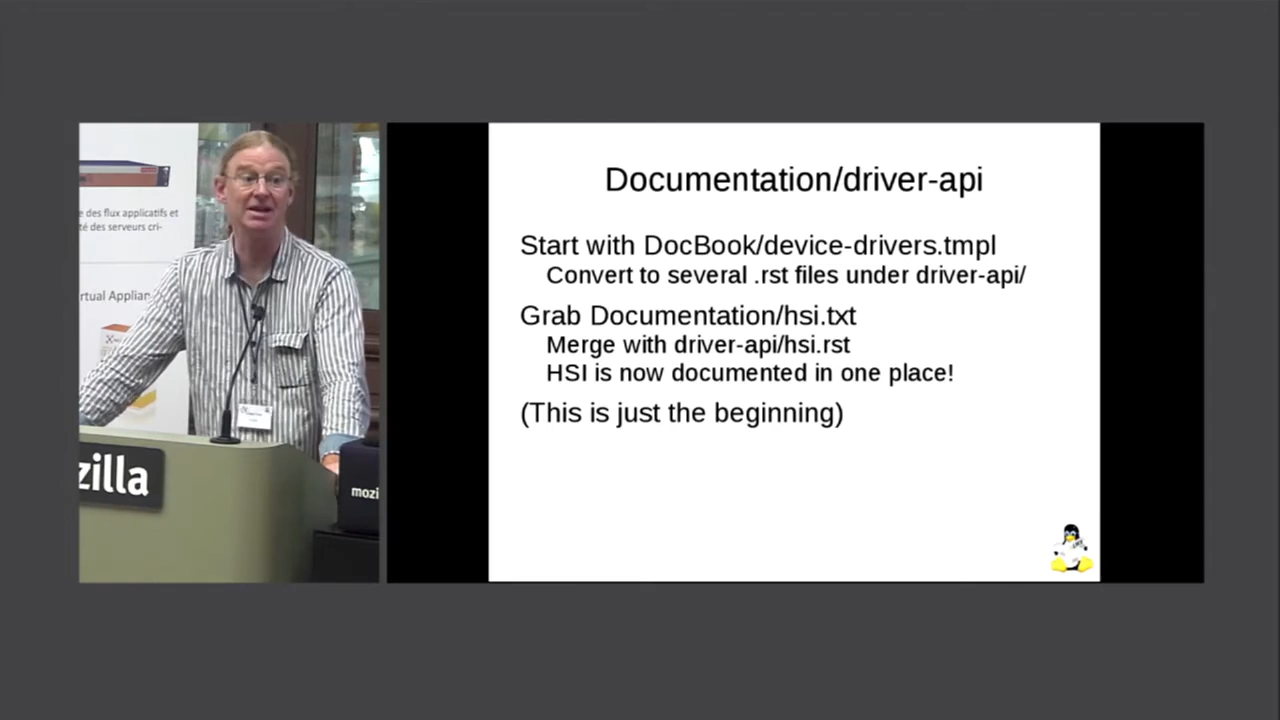 e des flux applicatifs et
té des serveurs cri-
rtual Applian
zilla
mozi
Documentation/driver-api
Start with DocBook/device-drivers.tmpl
Convert to several .rst files under driver-api/
Grab Documentation/hsi.txt
Merge with driver-api/hsi.rst
HSI is now documented in one place!
(This is just the beginning)